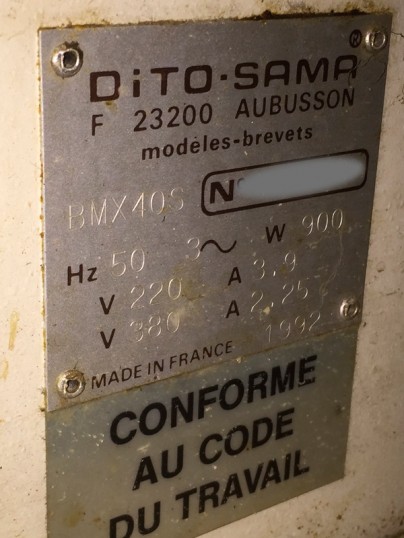 DiTO·SAMA ®
F 23200 AUBUSSON
modèles-brevets
BMX40S N
3~ W 900
Hz 50
V 220 A 3.9
V 380 A 2.25
1992
MADE IN FRANCE
CONFORME
AU CODE
DU TRAVAIL